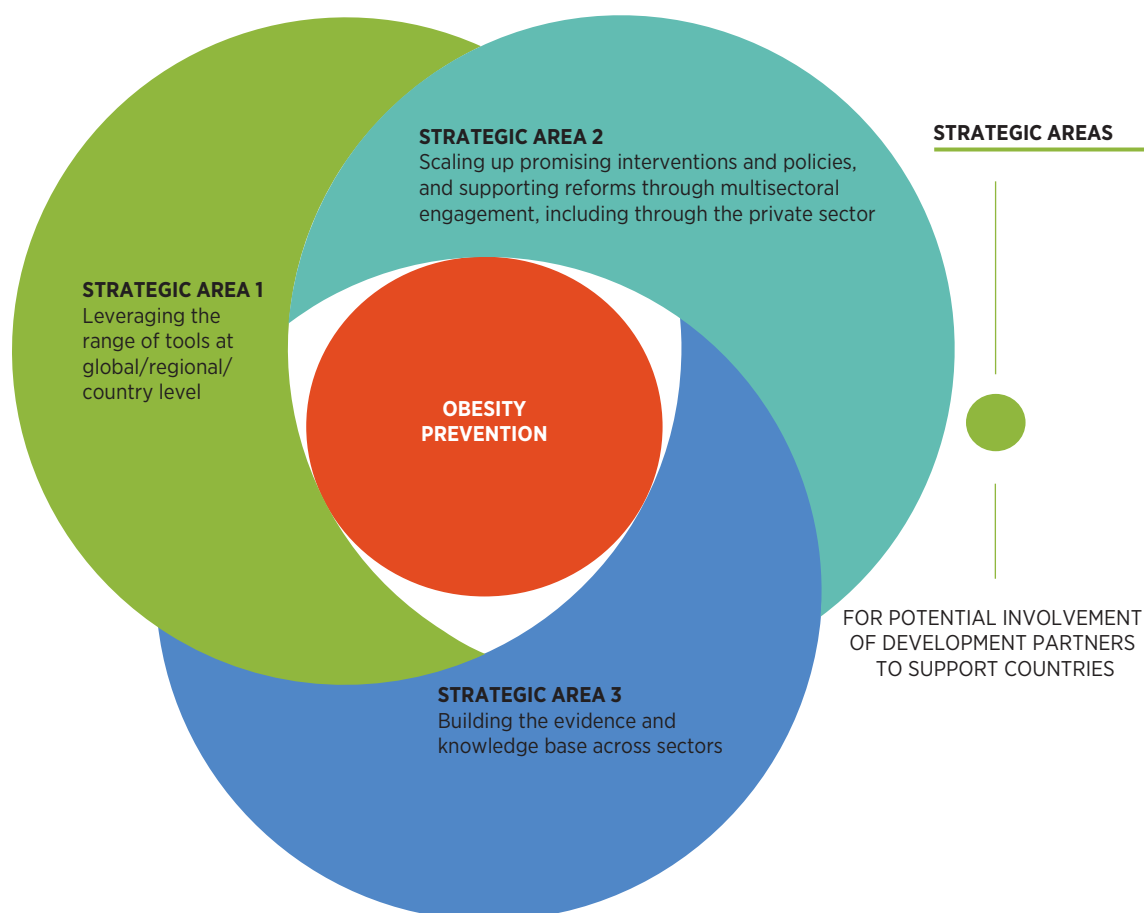 STRATEGIC AREA 1
Leveraging the
range of tools at
global/regional/
country level
STRATEGIC AREA 2
Scaling up promising interventions and policies,
and supporting reforms through multisectoral
engagement, including through the private sector
OBESITY
PREVENTION
STRATEGIC AREA 3
Building the evidence and
knowledge base across sectors
STRATEGIC AREAS
FOR POTENTIAL INVOLVEMENT
OF DEVELOPMENT PARTNERS
TO SUPPORT COUNTRIES